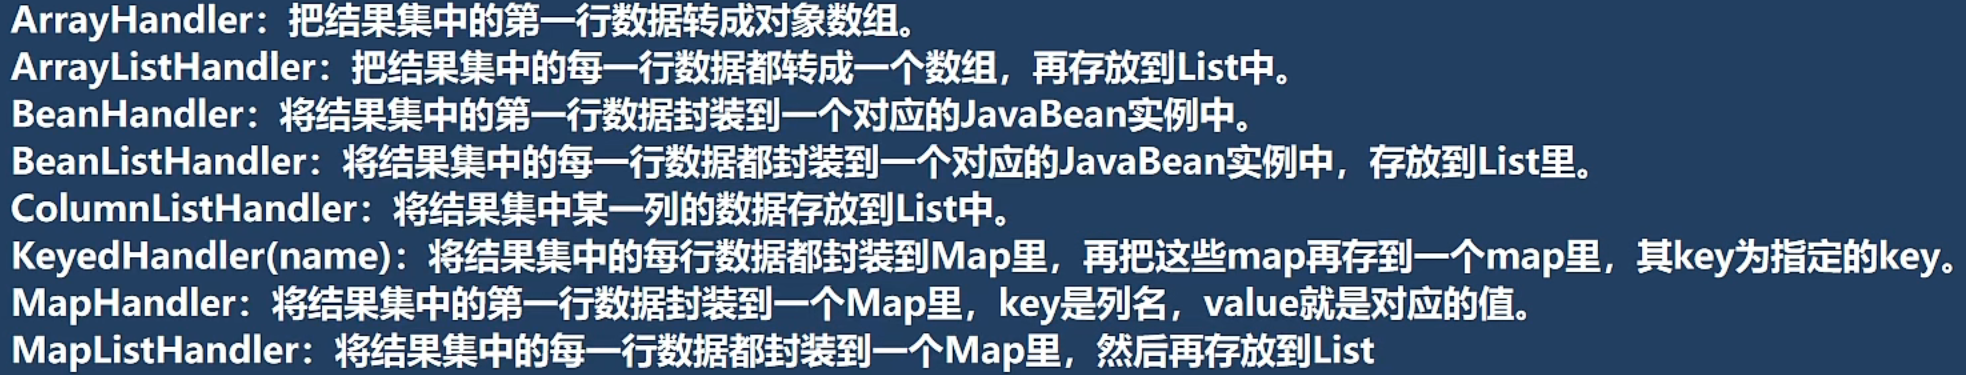 ArrayHandler：把结果集中的第一行数据转成对象数组。
ArrayListHandler：把结果集中的每一行数据都转成一个数组，再存放到List中。
BeanHandler：将结果集中的第一行数据封装到一个对应的JavaBean实例中。
BeanListHandler：将结果集中的每一行数据都封装到一个对应的JavaBean实例中，存放到List里。
ColumnListHandler：将结果集中某一列的数据存放到List中。
KeyedHandler(name)：将结果集中的每行数据都封装到Map里，再把这些map再存到一个map里，其key为指定的key。
MapHandler：将结果集中的第一行数据封装到一个Map里，key是列名，value就是对应的值。
MapListHandler：将结果集中的每一行数据都封装到一个Map里，然后再存放到List